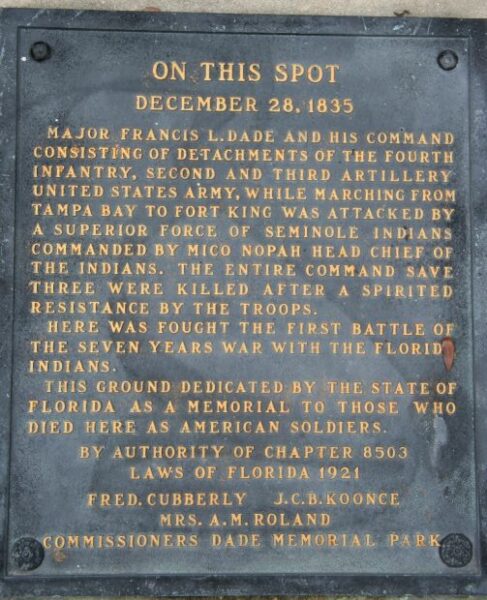 ON THIS SPOT
DECEMBER 28, 1835
MAJOR FRANCIS L. DADE AND HIS COMMAND
CONSISTING OF DETACHMENTS OF THE FOURTH
INFANTRY, SECOND AND THIRD ARTILLERY
UNITED STATES ARMY, WHILE MARCHING FROM
TAMPA BAY TO FORT KING WAS ATTACKED BY
A SUPERIOR FORCE OF SEMINOLE INDIANS
COMMANDED BY MICO NOPAH HEAD CHIEF OF
THE INDIANS. THE ENTIRE COMMAND SAVE
THREE WERE KILLED AFTER A SPIRITED
RESISTANCE BY THE TROOPS.
HERE WAS FOUGHT THE FIRST BATTLE OF
THE SEVEN YEARS WAR WITH THE FLORID
INDIANS.
THIS GROUND DEDICATED BY THE STATE OF
FLORIDA AS A MEMORIAL TO THOSE WHO
DIED HERE AS AMERICAN SOLDIERS.
BY AUTHORITY OF CHAPTER 8503
LAWS OF FLORIDA 1921
FRED. CUBBERLY J.C.B. KOONCE
MRS. A.M. ROLAND
COMMISSIONERS DADE MEMORIAL PARK